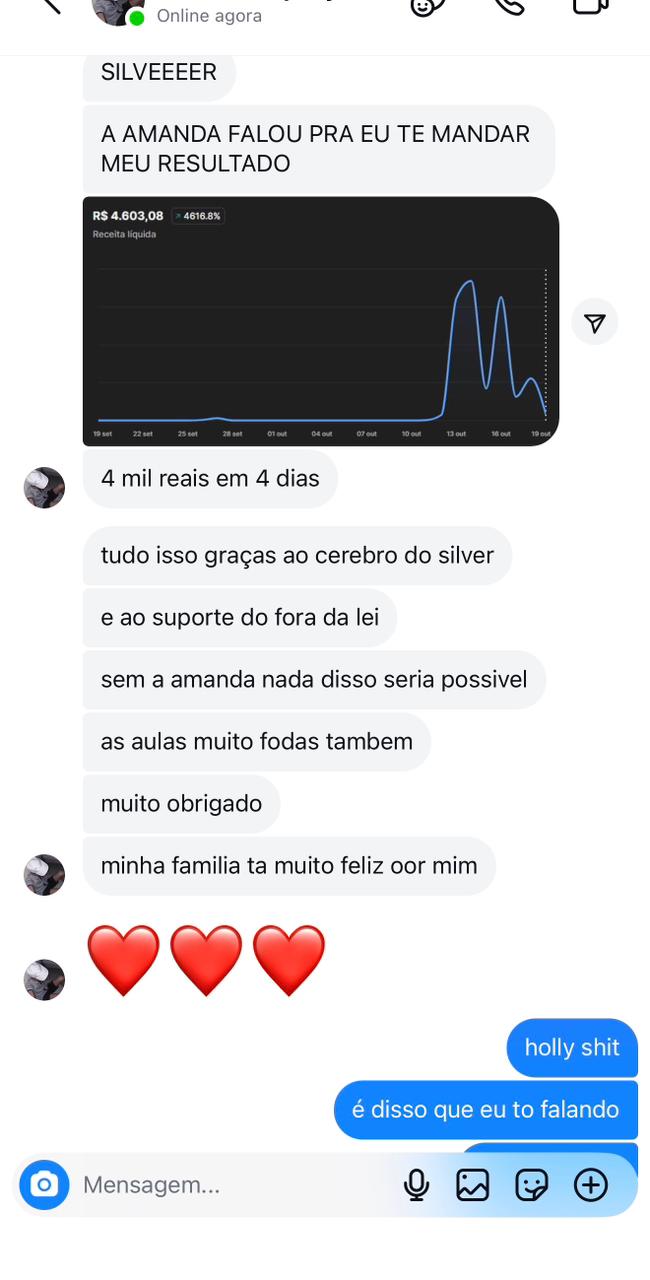 Online agora
SILVEEEER
A AMANDA FALOU PRA EU TE MANDAR
MEU RESULTADO
R$ 4.603,08 4616.8%
Receita líquida
19 set 22 set 25 set 28 set 01 out 04 out 07 out 10 out 13 out 16 out 19 out
4 mil reais em 4 dias
tudo isso graças ao cerebro do silver
e ao suporte do fora da lei
sem a amanda nada disso seria possivel
as aulas muito fodas tambem
muito obrigado
minha familia ta muito feliz oor mim
holly shit
é disso que eu to falando
Mensagem...